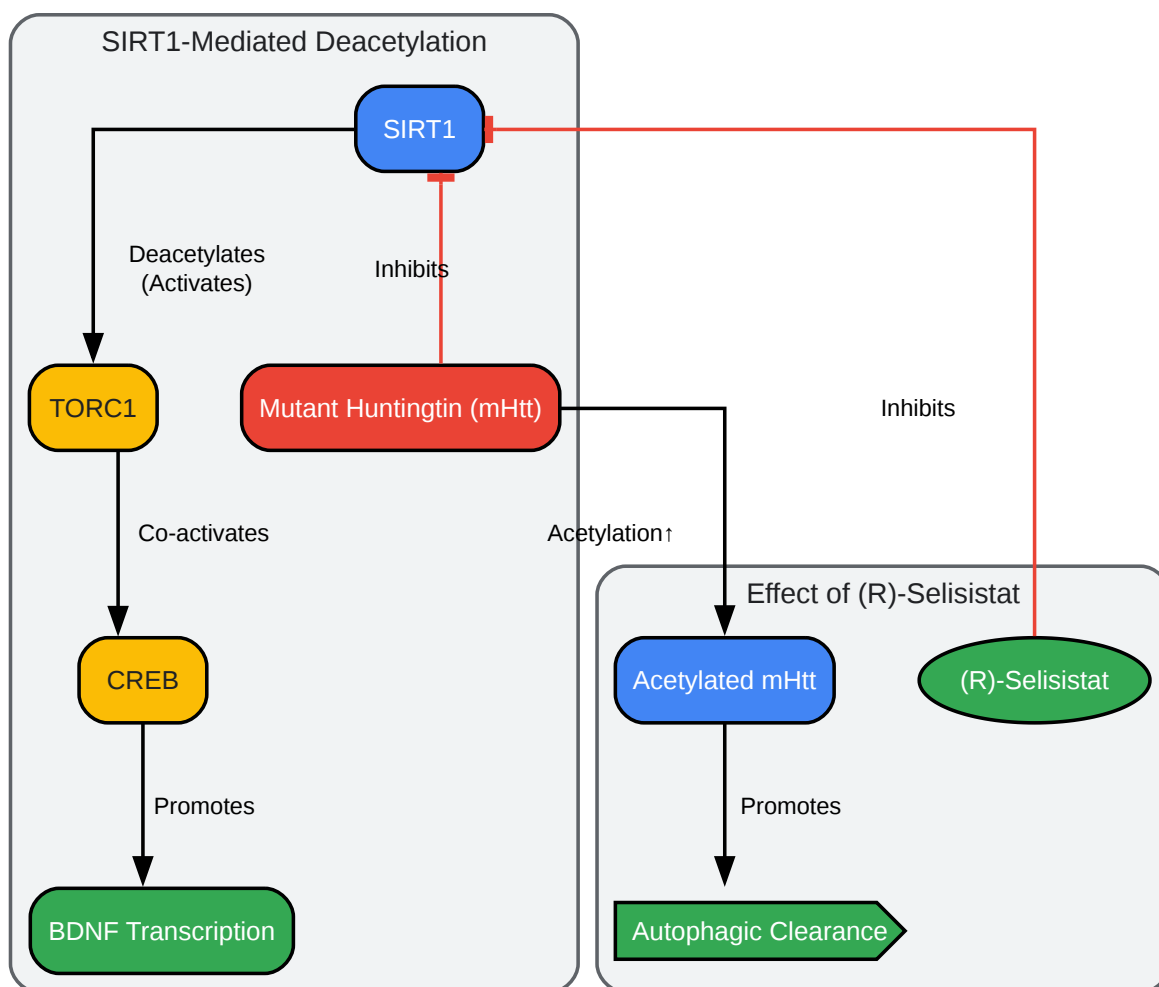 SIRT1-Mediated Deacetylation
SIRT1
Deacetylates
(Activates)
Inhibits
TORC1
Mutant Huntingtin (mHtt)
Inhibits
Co-activates
Acetylation↑
Effect of (R)-Selisistat
CREB
Acetylated mHtt
(R)-Selisistat
Promotes
Promotes
BDNF Transcription
Autophagic Clearance